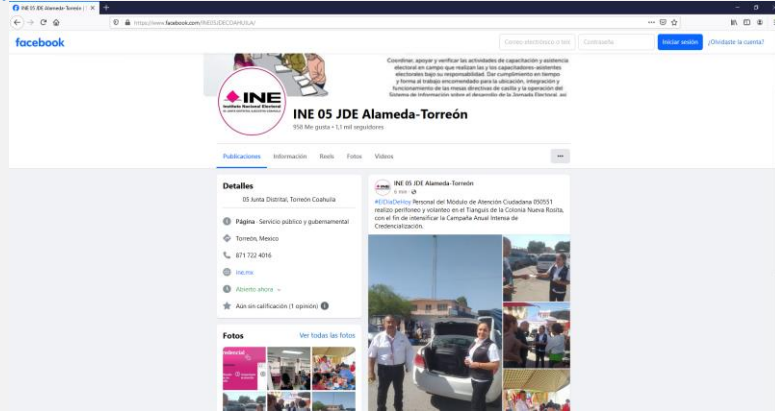 INE 05 JDE Alameda-Torreón |
https://www.facebook.com/INE05JDECOAHUILA/
facebook
Correo electrónico o tel
Contraseña
Iniciar sesión
¿Olvidaste la cuenta?
Coordinar, apoyar y verificar las actividades de capacitación y asistencia
electoral en campo que realizan las y los capacitadores-asistentes
electorales bajo su responsabilidad. Dar cumplimiento en tiempo
y forma al trabajo encomendado para la ubicación, integración y
funcionamiento de las mesas directivas de casilla y la operación del
Sistema de información sobre el desarrollo de la Jornada Electoral, así
INE
Instituto Nacional Electoral
INE 05 JDE Alameda-Torreón
958 Me gusta • 1,1 mil seguidores
Publicaciones
Información
Reels
Fotos
Videos
Detalles
05 Junta Distrital, Torreón Coahuila
Página · Servicio público y gubernamental
Torreón, Mexico
871 722 4016
ine.mx
Abierto ahora
Aún sin calificación (1 opinión)
Fotos
Ver todas las fotos
INE 05 JDE Alameda-Torreón
6 min
#ElDíaDeHoy Personal del Módulo de Atención Ciudadana 050551
realizo perifoneo y volanteo en el Tianguis de la Colonia Nueva Rosita,
con el fin de intensificar la Campaña Anual Intensa de
Credencialización.